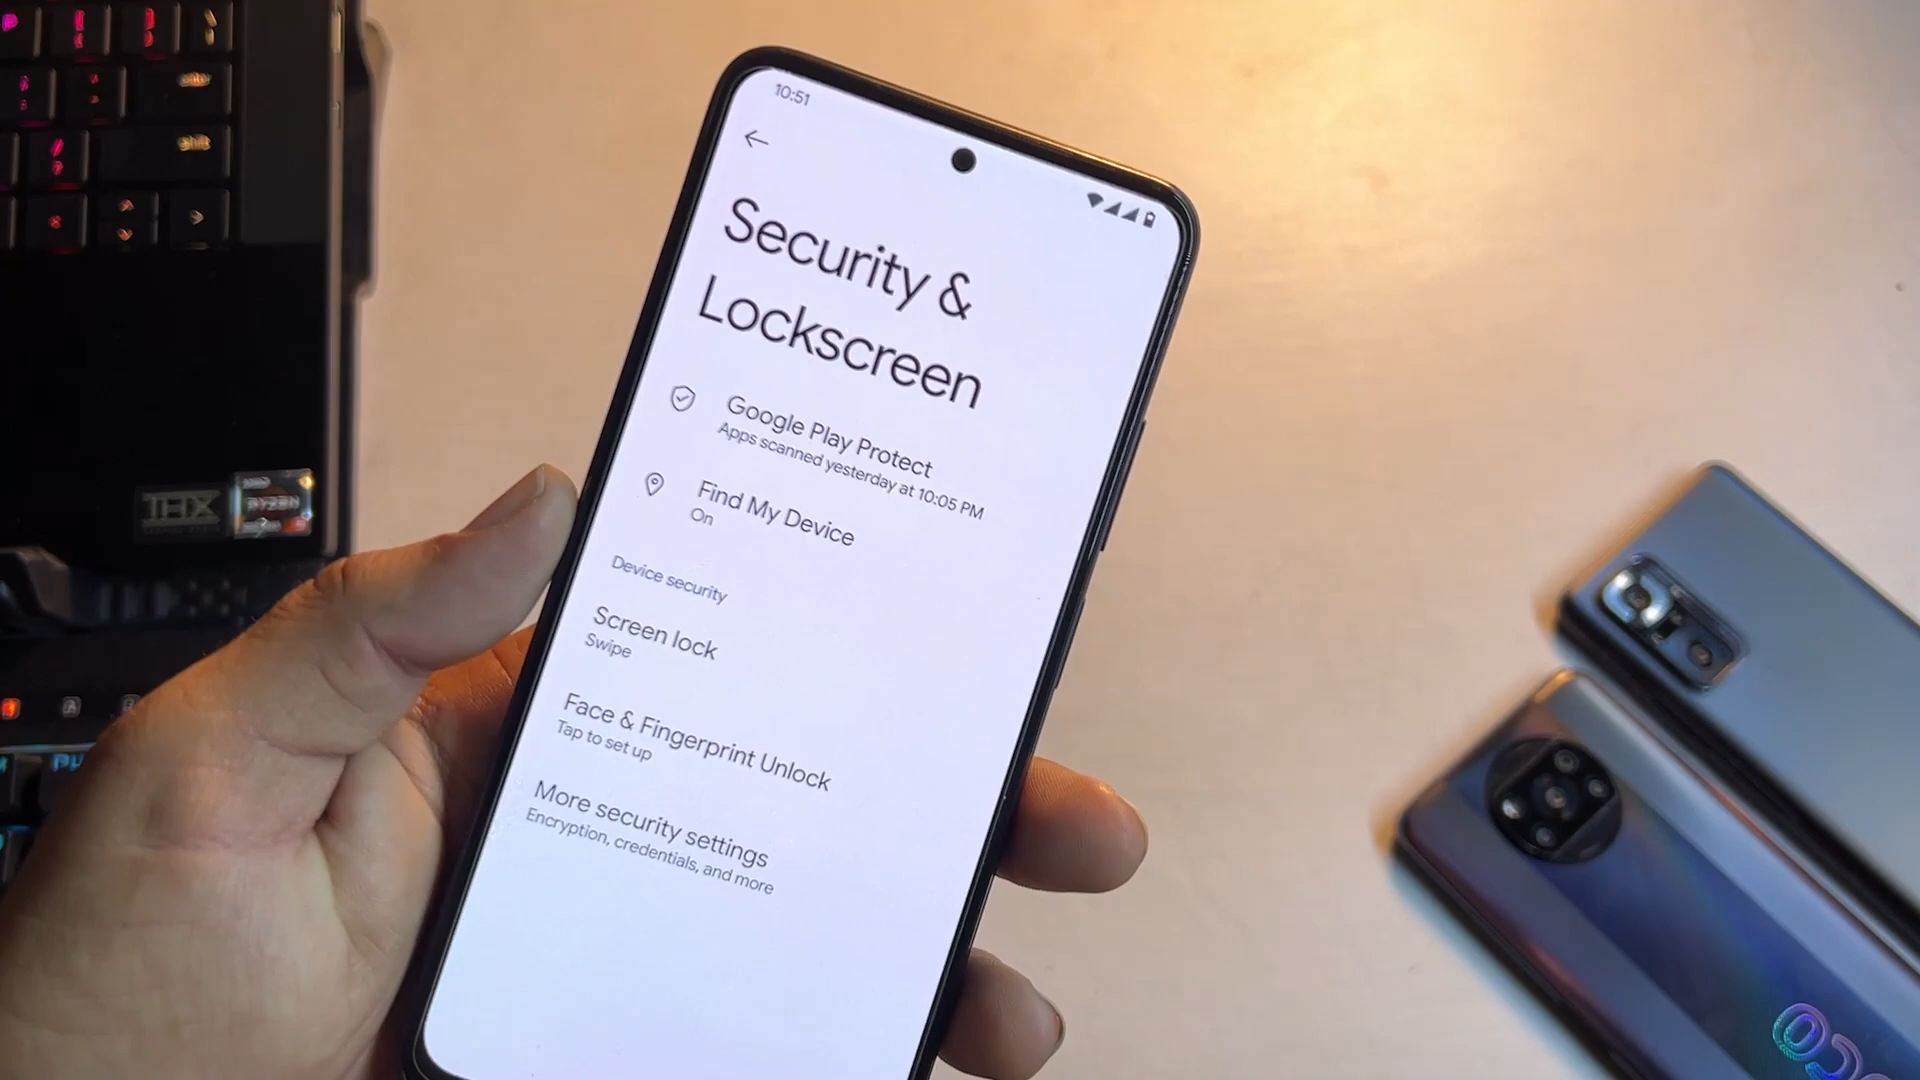 10:51
Security &
Lockscreen
Google Play Protect
Apps scanned yesterday at 10:05 PM
Find My Device
On
Device security
Screen lock
Swipe
Face & Fingerprint Unlock
Tap to set up
More security settings
Encryption, credentials, and more
THX
RYZEN